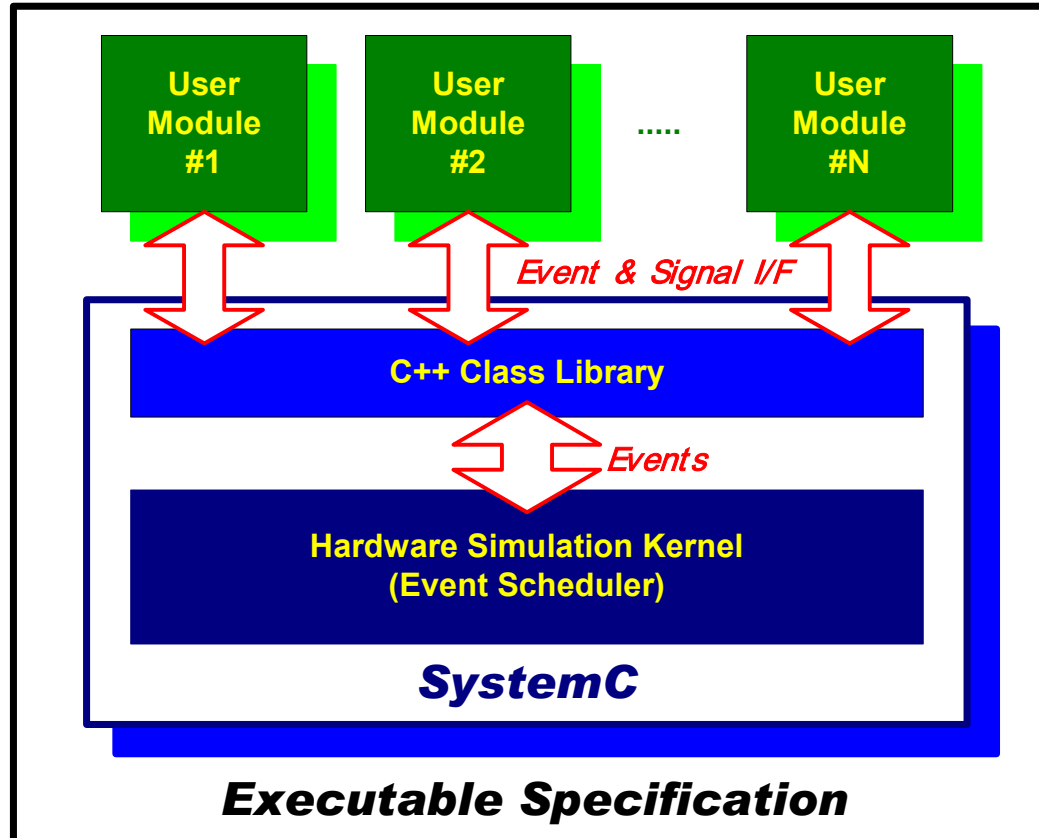 User
Module
#1
User
Module
#2
.....
User
Module
#N
Event & Signal I/F
C++ Class Library
Events
Hardware Simulation Kernel
(Event Scheduler)
SystemC
Executable Specification